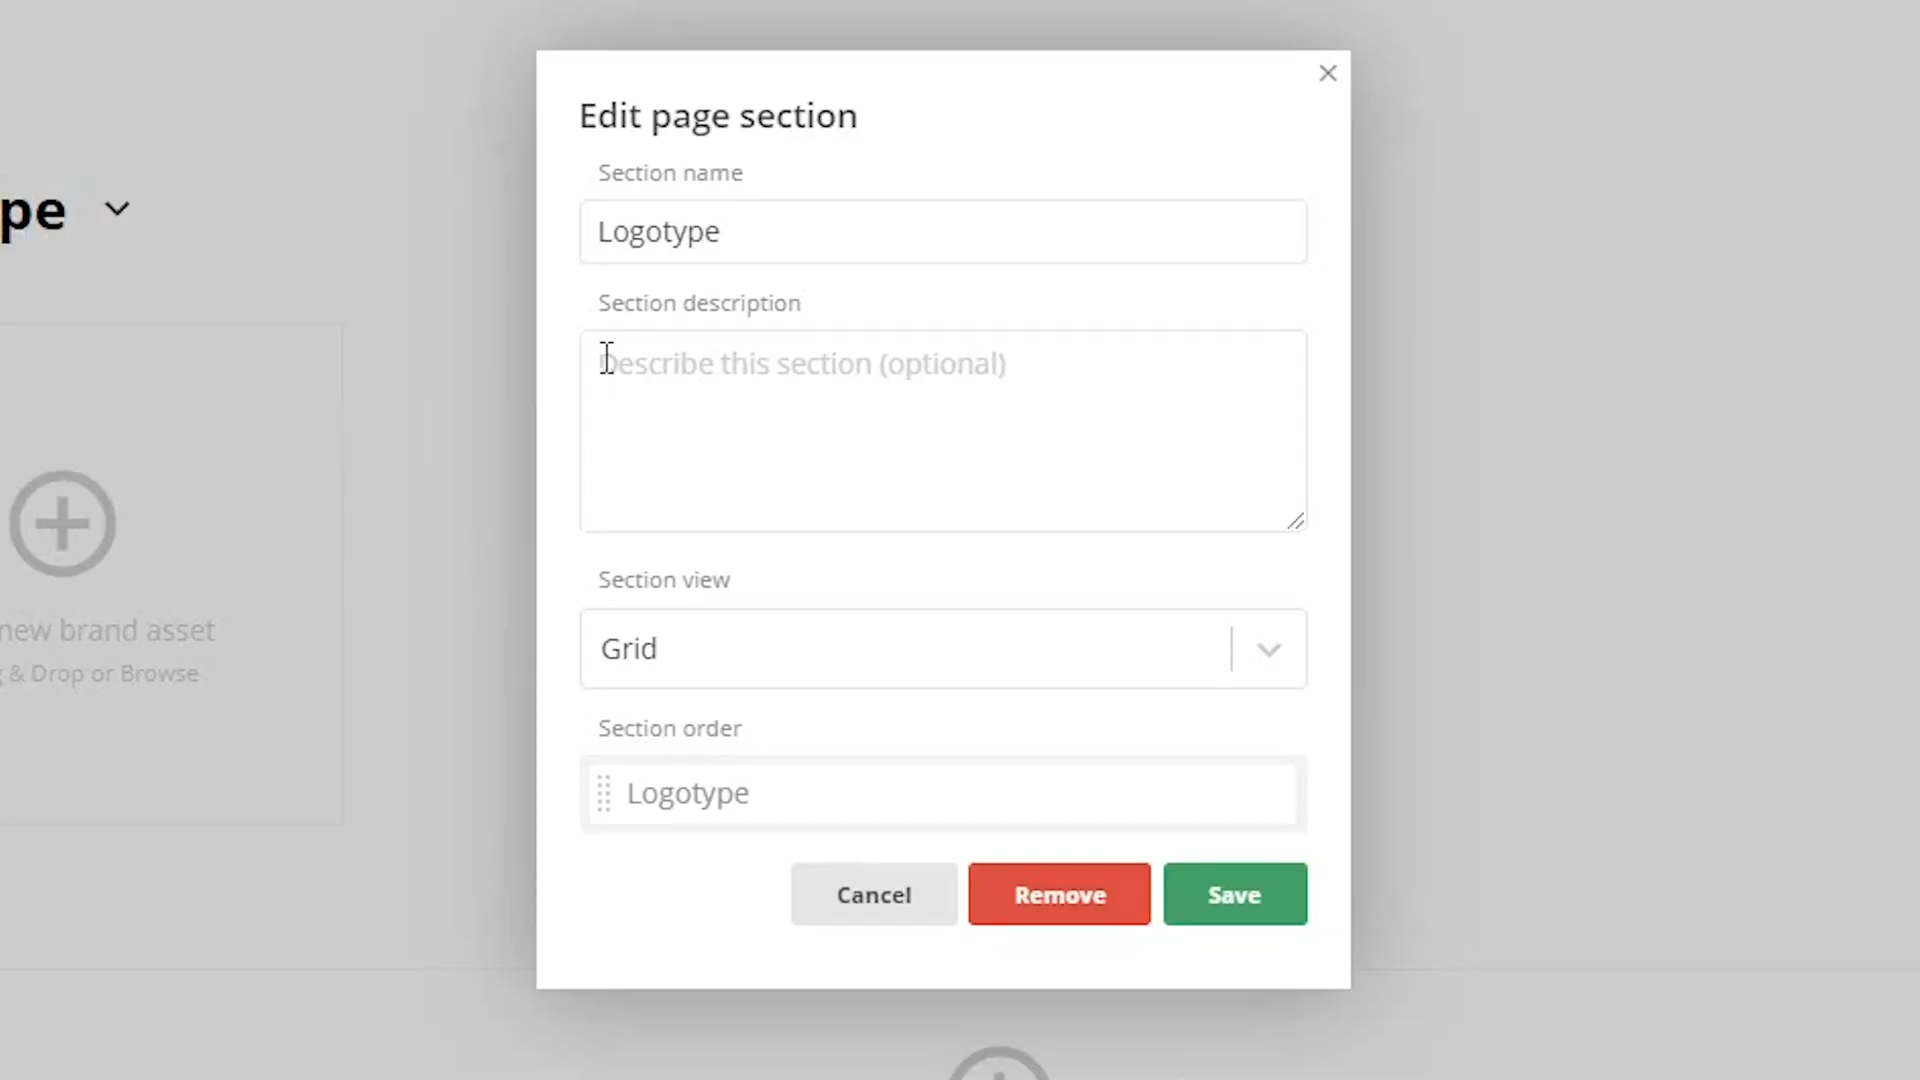 Edit page section
Section name
pe
Logotype
Section description
Describe this section (optional)
Section view
new brand asset
Grid
& Drop or Browse
Section order
Logotype
Cancel Remove Save